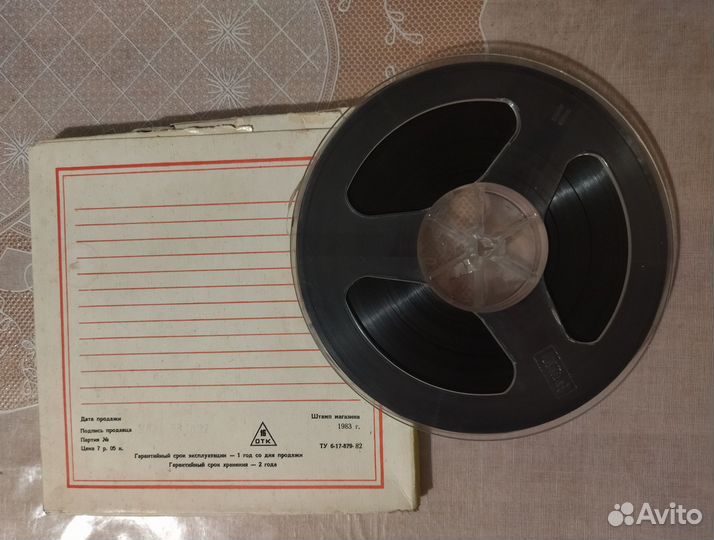 Дата продажи
Подпись продавца
Партия №
Цена 7 р. 05 к.
ОТК
Штамп магазина
1983 г.
ТУ 6-17-879-82
Гарантийный срок эксплуатации — 1 год со дня продажи
Гарантийный срок хранения — 2 года
Avito